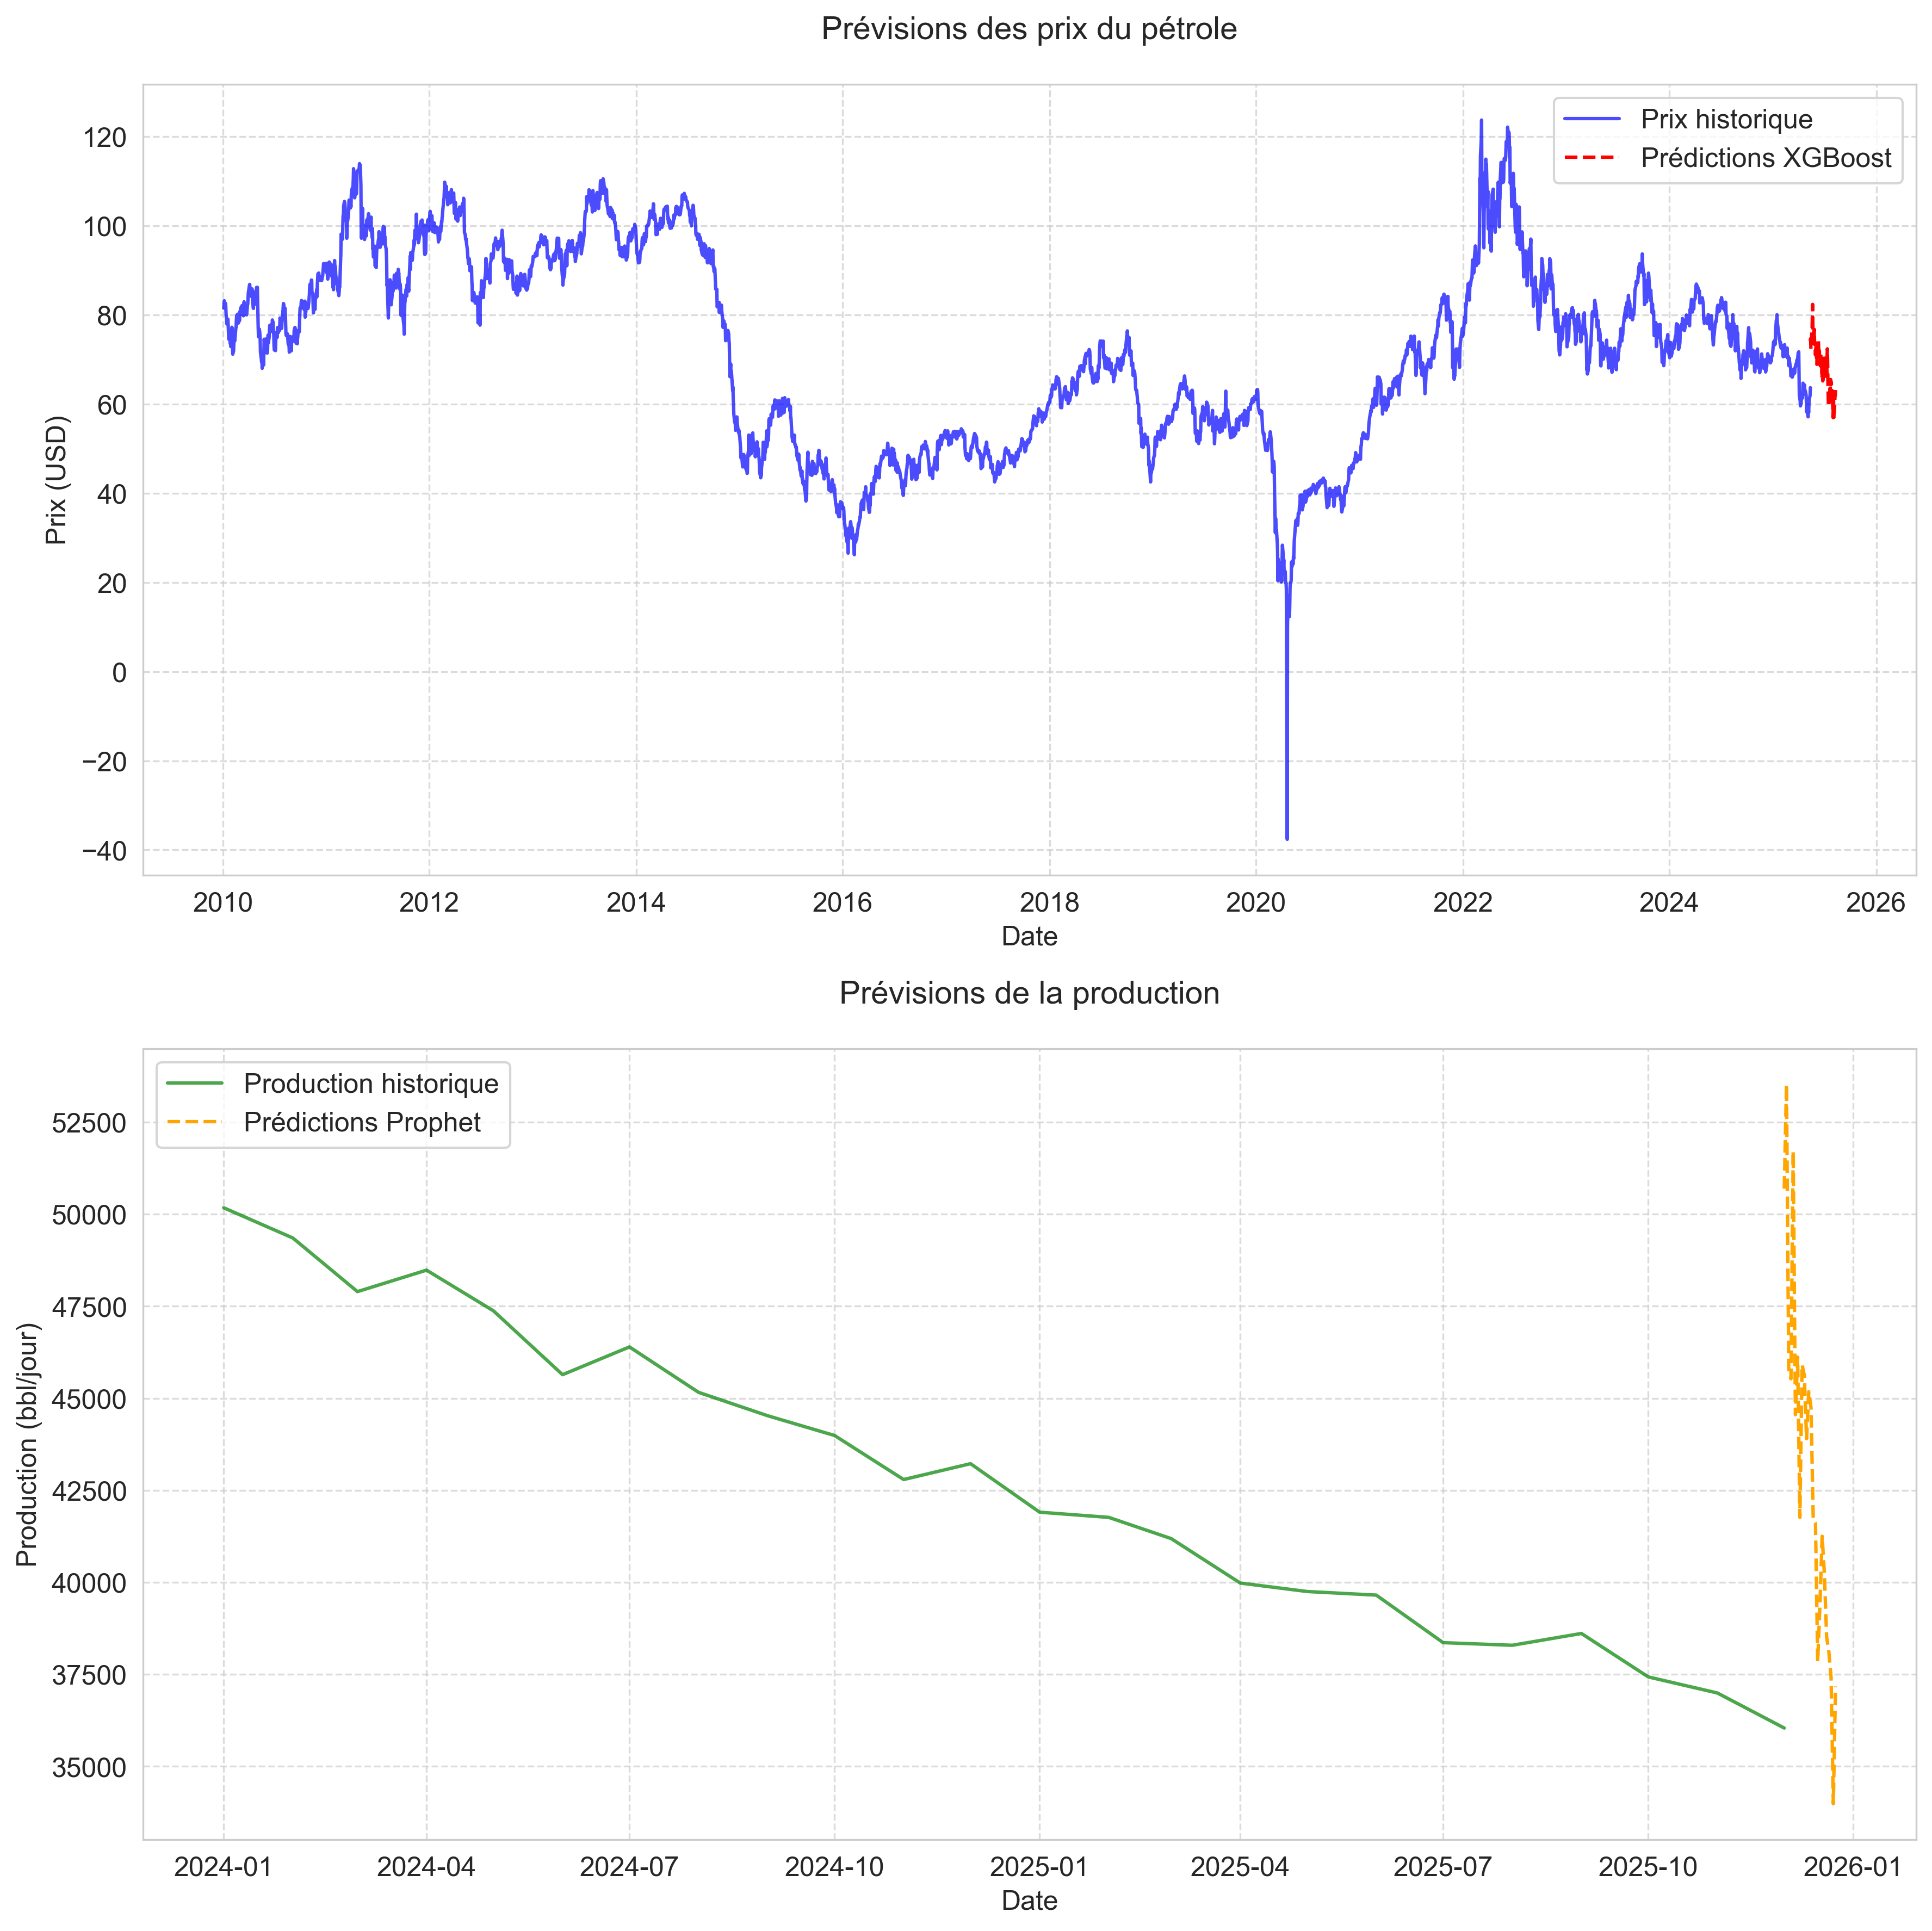 Prévisions des prix du pétrole
Prix historique
Prédictions XGBoost
Prix (USD)
120
100
80
60
40
20
0
−20
−40
2010 2012 2014 2016 2018 2020 2022 2024 2026
Date
Prévisions de la production
Production historique
Prédictions Prophet
Production (bbl/jour)
52500
50000
47500
45000
42500
40000
37500
35000
2024-01 2024-04 2024-07 2024-10 2025-01 2025-04 2025-07 2025-10 2026-01
Date